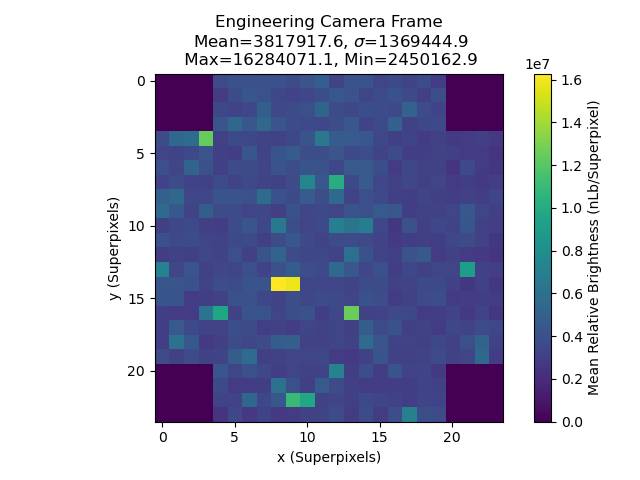 Engineering Camera Frame
Mean=3817917.6, σ=1369444.9
Max=16284071.1, Min=2450162.9
1e7
0
5
10
15
20
y (Superpixels)
0
5
10
15
20
x (Superpixels)
1.6
1.4
1.2
1.0
0.8
0.6
0.4
0.2
0.0
Mean Relative Brightness (nLb/Superpixel)